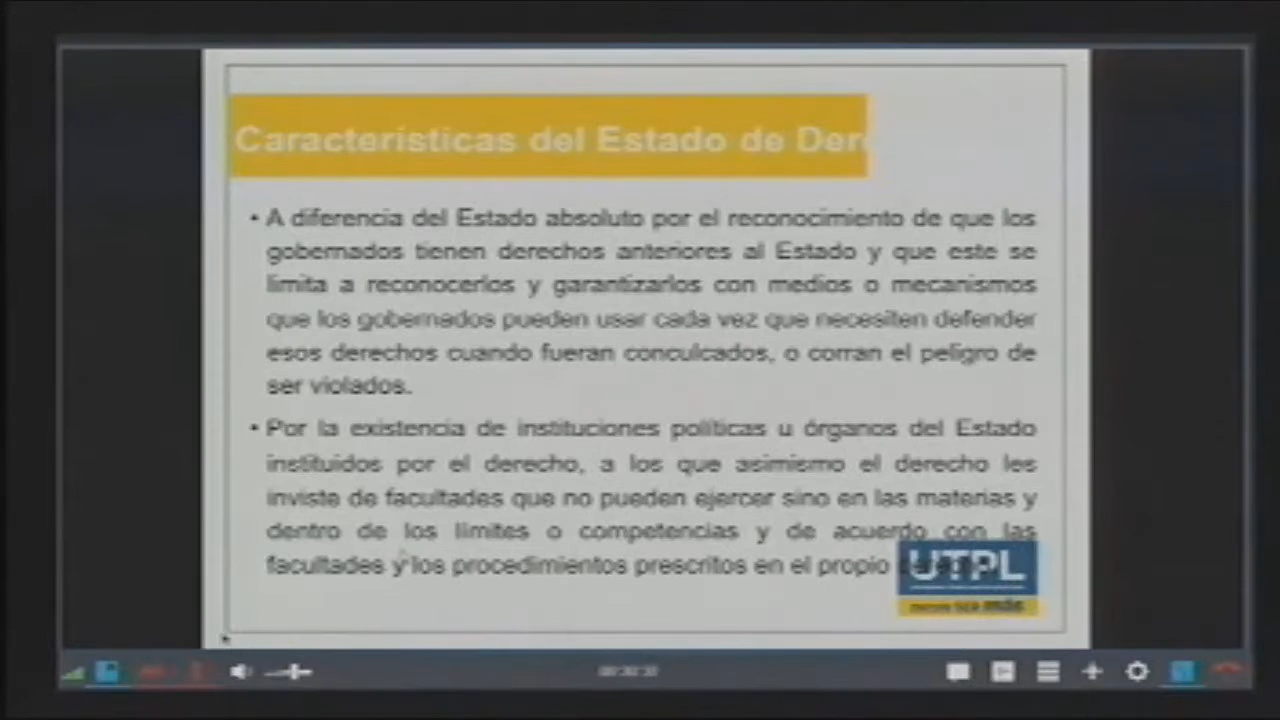 Características del Estado de Dere
• A diferencia del Estado absoluto por el reconocimiento de que los
gobernados tienen derechos anteriores al Estado y que este se
limita a reconocerlos y garantizarlos con medios o mecanismos
que los gobernados pueden usar cada vez que necesiten defender
esos derechos cuando fueran conculcados, o corran el peligro de
ser violados.
• Por la existencia de instituciones políticas u órganos del Estado
instituidos por el derecho, a los que asimismo el derecho les
inviste de facultades que no pueden ejercer sino en las materias y
dentro de los límites o competencias y de acuerdo con las
facultades y los procedimientos prescritos en el propio
UTPL
más